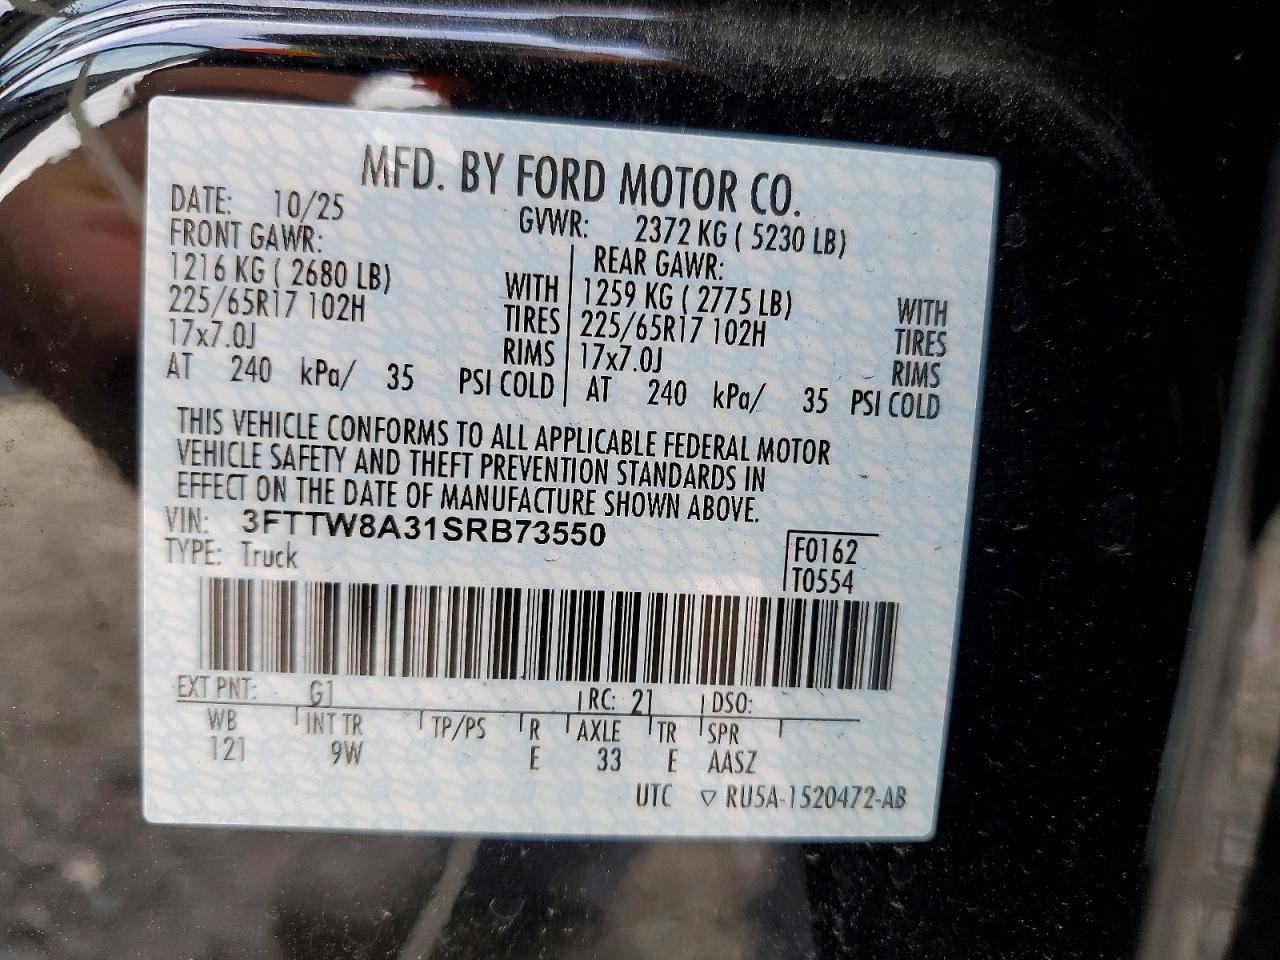 MFD. BY FORD MOTOR CO.
DATE: 10/25 GVWR: 2372 KG ( 5230 LB)
FRONT GAWR: REAR GAWR:
1216 KG ( 2680 LB) WITH 1259 KG ( 2775 LB) WITH
225/65R17 102H TIRES 225/65R17 102H TIRES
17x7.0J RIMS 17x7.0J RIMS
AT 240 kPa/ 35 PSI COLD AT 240 kPa/ 35 PSI COLD
THIS VEHICLE CONFORMS TO ALL APPLICABLE FEDERAL MOTOR
VEHICLE SAFETY AND THEFT PREVENTION STANDARDS IN
EFFECT ON THE DATE OF MANUFACTURE SHOWN ABOVE.
VIN: 3FTTW8A31SRB73550
TYPE: Truck
F0162
T0554
EXT PNT: G1 RC: 21 DSO:
WB INT TR TP/PS R AXLE TR SPR
121 9W E 33 E AASZ
UTC ▽ RU5A-1520472-AB